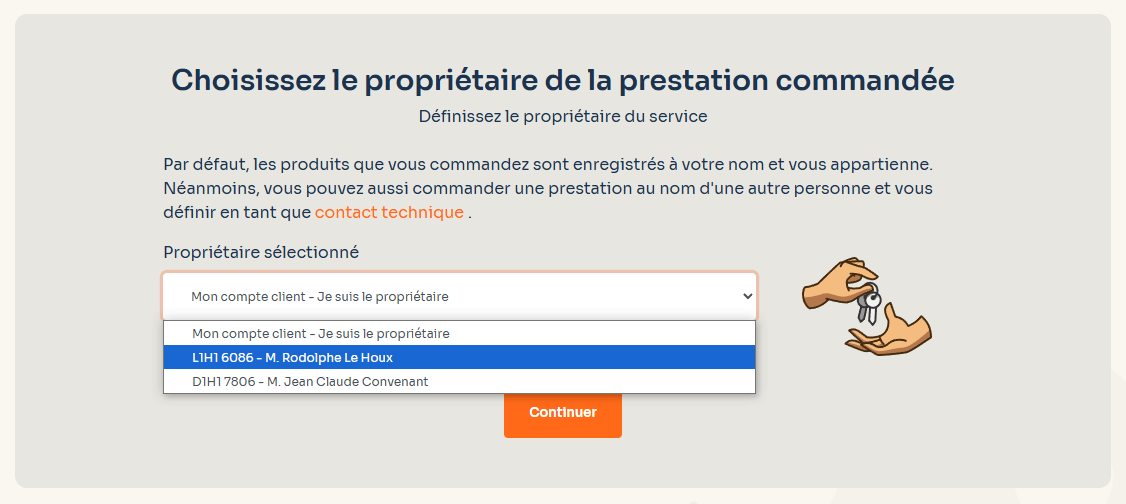 Choisissez le propriétaire de la prestation commandée
Définissez le propriétaire du service
Par défaut, les produits que vous commandez sont enregistrés à votre nom et vous appartienne.
Néanmoins, vous pouvez aussi commander une prestation au nom d'une autre personne et vous
définir en tant que contact technique .
Propriétaire sélectionné
Mon compte client - Je suis le propriétaire
Mon compte client - Je suis le propriétaire
L1H1 6086 - M. Rodolphe Le Houx
D1H1 7806 - M. Jean Claude Convenant
Continuer